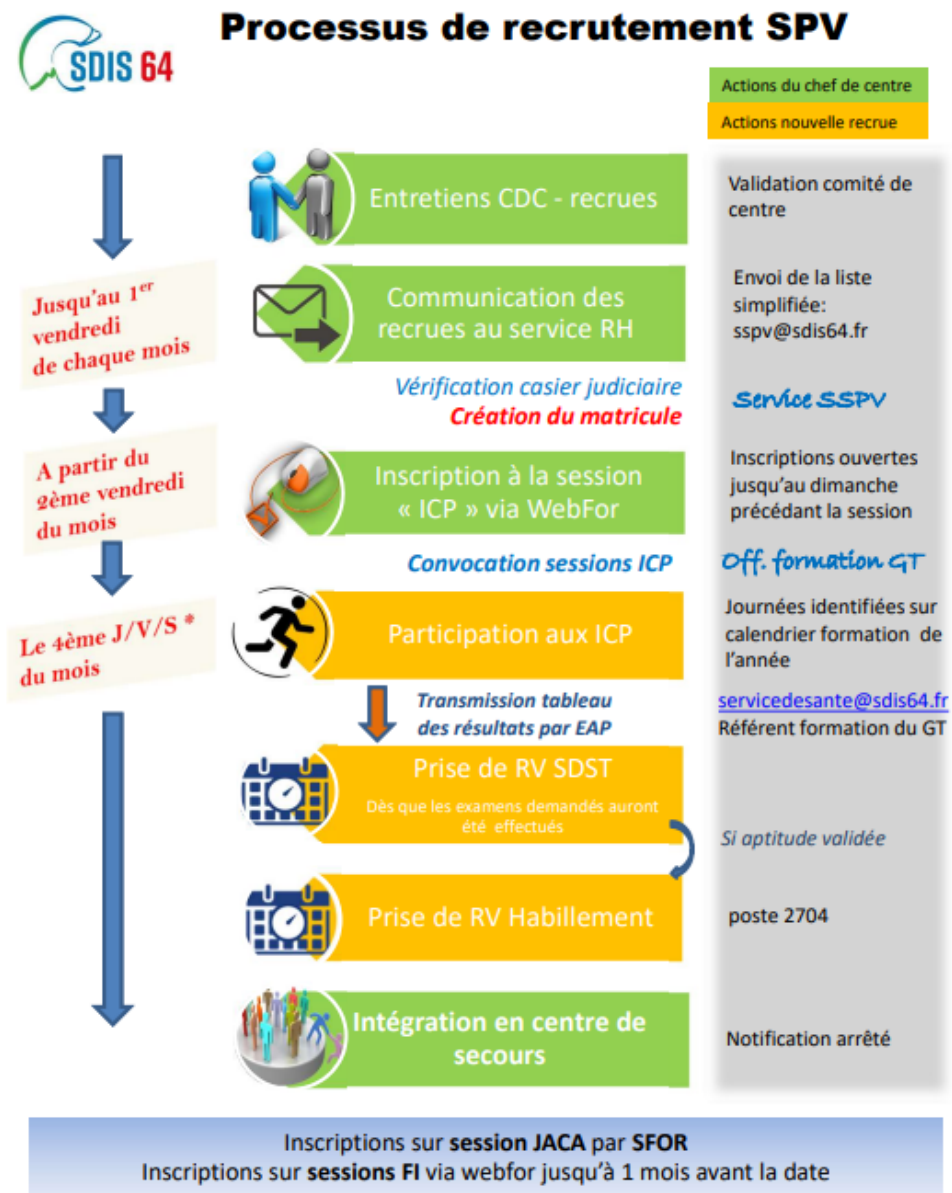 SDIS 64
Processus de recrutement SPV
Actions du chef de centre
Actions nouvelle recrue
Entretiens CDC - recrues
Validation comité de
centre
Jusqu'au 1er
vendredi
de chaque mois
Communication des
recrues au service RH
Envoi de la liste
simplifiée:
sspv@sdis64.fr
Vérification casier judiciaire
Création du matricule
Service SSPV
A partir du
2ème vendredi
du mois
Inscription à la session
« ICP » via WebFor
Inscriptions ouvertes
jusqu'au dimanche
précédant la session
Convocation sessions ICP
Off. formation GT
Le 4ème J/V/S *
du mois
Participation aux ICP
Journées identifiées sur
calendrier formation de
l'année
Transmission tableau
des résultats par EAP
servicedesante@sdis64.fr
Référent formation du GT
Prise de RV SDST
Dès que les examens demandés auront
été effectués
Si aptitude validée
Prise de RV Habillement
poste 2704
Intégration en centre de
secours
Notification arrêté
Inscriptions sur session JACA par SFOR
Inscriptions sur sessions FI via webfor jusqu'à 1 mois avant la date